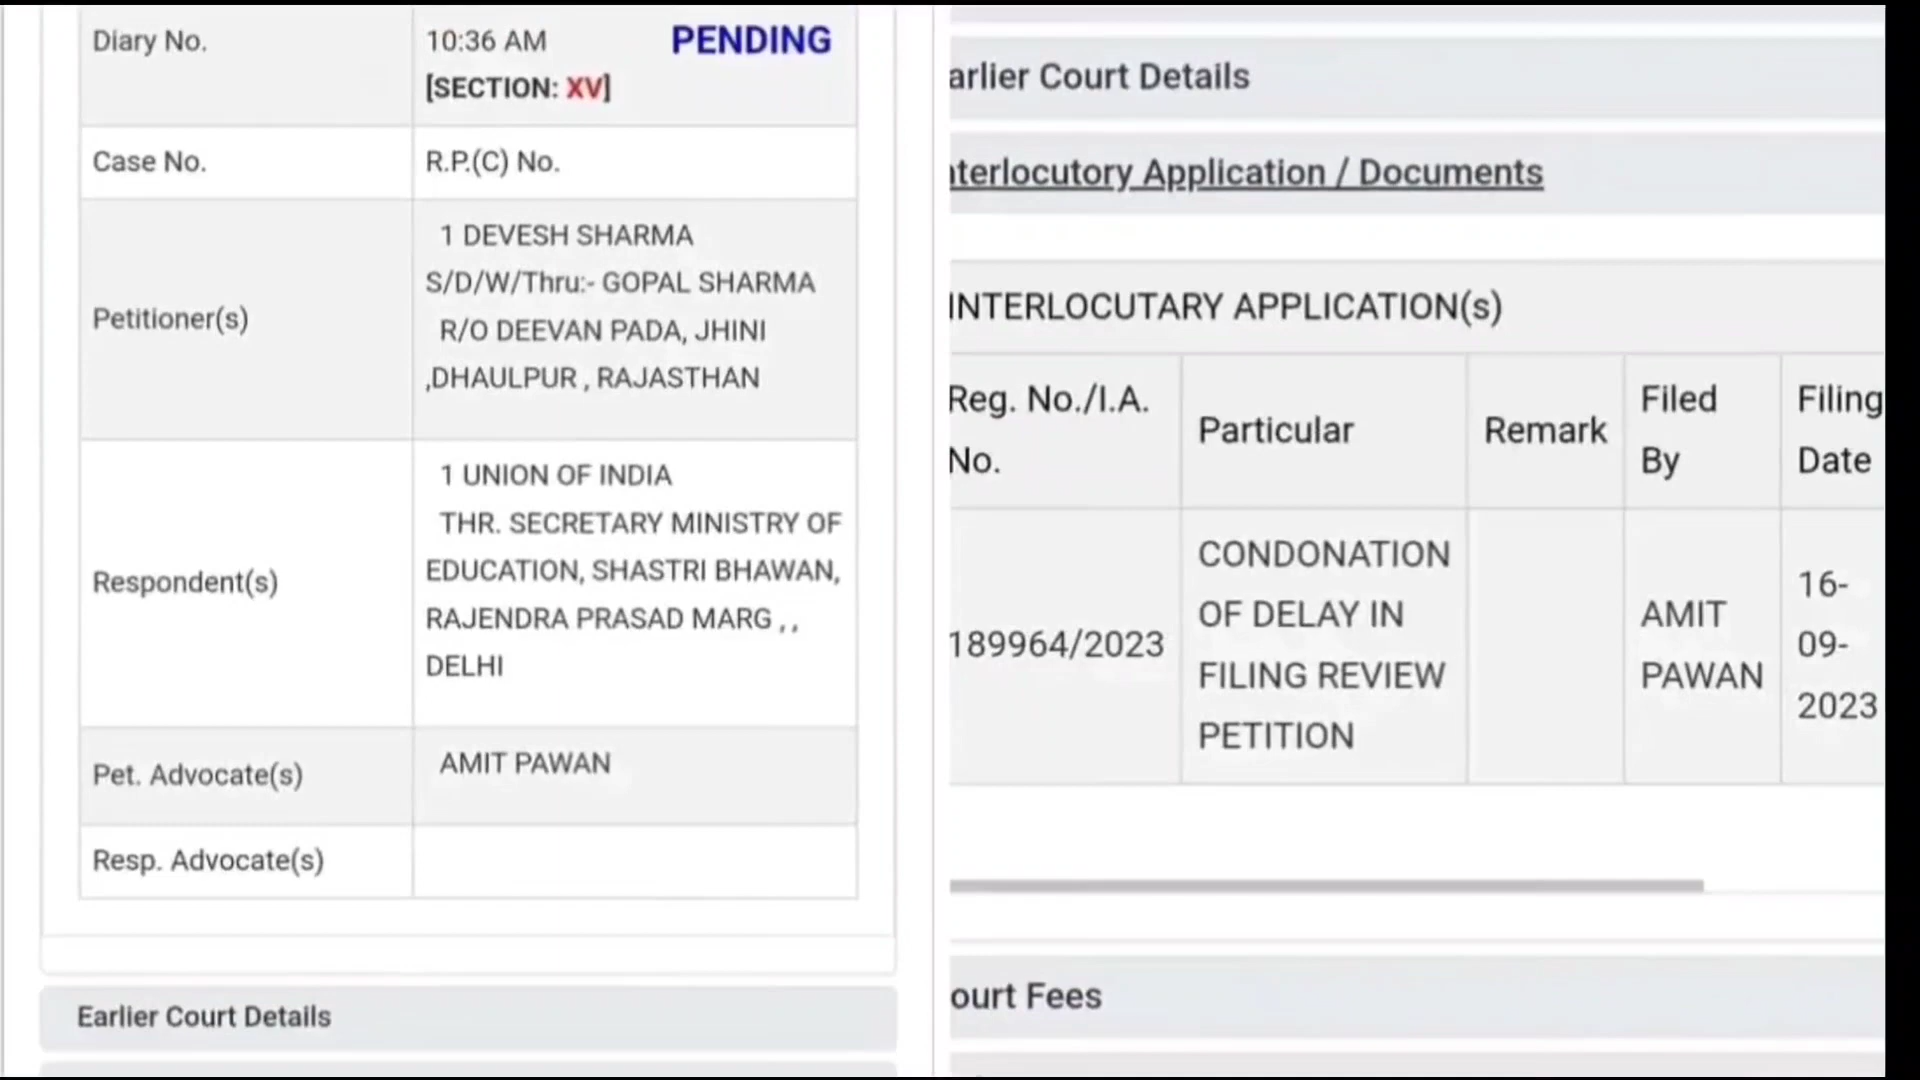 Diary No.
10:36 AM
PENDING
[SECTION: XV]
Case No.
R.P.(C) No.
Petitioner(s)
1 DEVESH SHARMA
S/D/W/Thru:- GOPAL SHARMA
R/O DEEVAN PADA, JHINI
,DHAULPUR , RAJASTHAN
Respondent(s)
1 UNION OF INDIA
THR. SECRETARY MINISTRY OF
EDUCATION, SHASTRI BHAWAN,
RAJENDRA PRASAD MARG , ,
DELHI
Pet. Advocate(s)
AMIT PAWAN
Resp. Advocate(s)
Earlier Court Details
arlier Court Details
nterlocutory Application / Documents
INTERLOCUTARY APPLICATION(s)
Reg. No./I.A.
No.
Particular
Remark
Filed
By
Filing
Date
189964/2023
CONDONATION
OF DELAY IN
FILING REVIEW
PETITION
AMIT
PAWAN
16-
09-
2023
ourt Fees